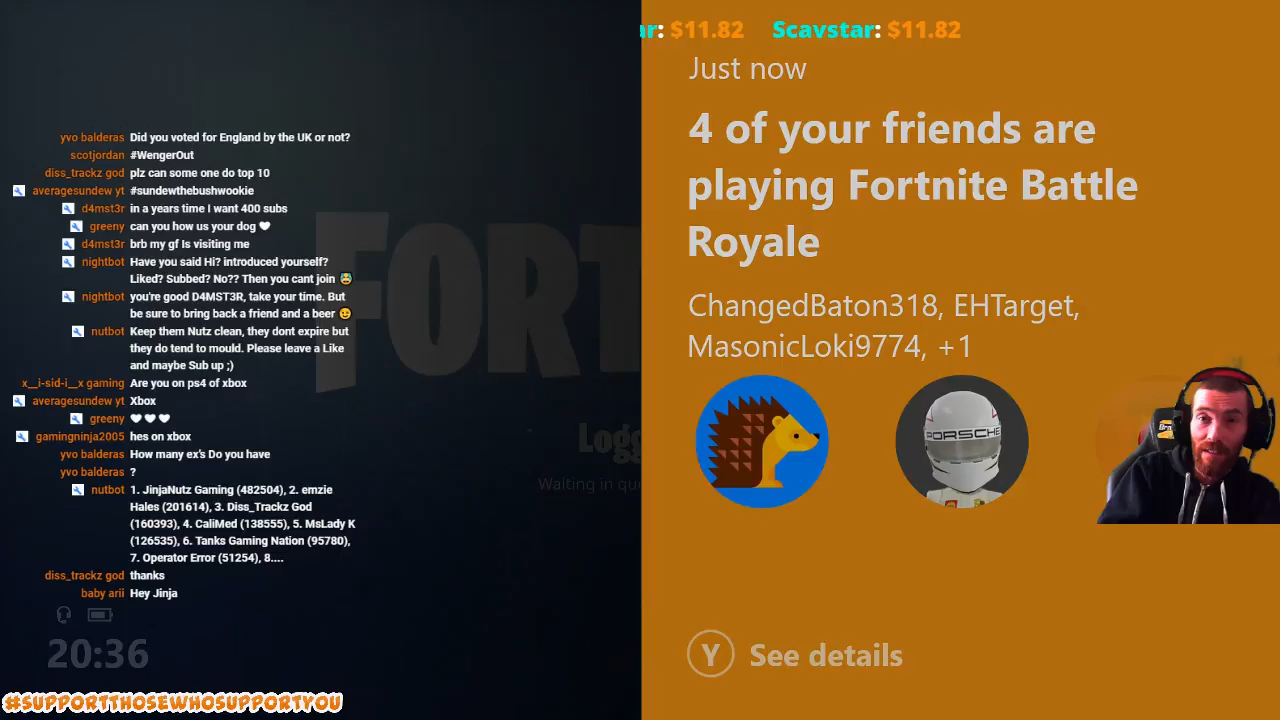 ar: $11.82 Scavstar: $11.82
Just now
4 of your friends are
playing Fortnite Battle
Royale
ChangedBaton318, EHTarget,
MasonicLoki9774, +1
PORSCHE
Y See details
yvo balderas Did you voted for England by the UK or not?
scotjordan #WengerOut
diss_trackz god plz can some one do top 10
averagesundew yt #sundewthebushwookie
d4mst3r in a years time I want 400 subs
greeny can you how us your dog 🤍
d4mst3r brb my gf Is visiting me
nightbot Have you said Hi? introduced yourself?
Liked? Subbed? No?? Then you cant join 😰
nightbot you're good D4MST3R, take your time. But
be sure to bring back a friend and a beer 😉
nutbot Keep them Nutz clean, they dont expire but
they do tend to mould. Please leave a Like
and maybe Sub up ;)
x__i-sid-i__x gaming Are you on ps4 of xbox
averagesundew yt Xbox
greeny 🤍🤍🤍
gamingninja2005 hes on xbox
yvo balderas How many ex's Do you have
yvo balderas ?
nutbot 1. JinjaNutz Gaming (482504), 2. emzie
Hales (201614), 3. Diss_Trackz God
(160393), 4. CaliMed (138555), 5. MsLady K
(126535), 6. Tanks Gaming Nation (95780),
7. Operator Error (51254), 8....
diss_trackz god thanks
baby arii Hey Jinja
FORT
Logg
Waiting in que
20:36
#SUPPORTTHOSEWHOSUPPORTYOU